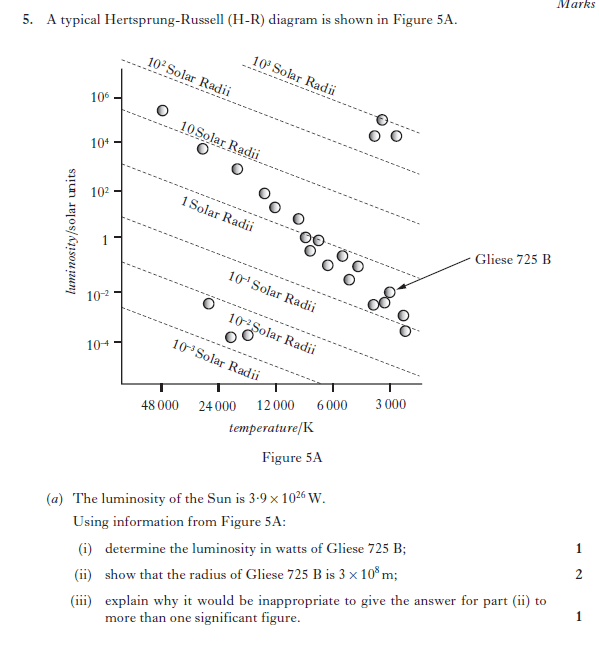 Marks
5. A typical Hertsprung-Russell (H-R) diagram is shown in Figure 5A.
10² Solar Radii
10³ Solar Radii
10⁶
10 Solar Radii
10⁴
10²
1 Solar Radii
1
Gliese 725 B
10⁻¹ Solar Radii
10⁻²
10⁻² Solar Radii
10⁻⁴
10⁻³ Solar Radii
luminosity/solar units
48 000 24 000 12 000 6 000 3 000
temperature/K
Figure 5A
(a) The luminosity of the Sun is 3·9 × 10²⁶ W.
Using information from Figure 5A:
(i) determine the luminosity in watts of Gliese 725 B; 1
(ii) show that the radius of Gliese 725 B is 3 × 10⁸ m; 2
(iii) explain why it would be inappropriate to give the answer for part (ii) to
more than one significant figure. 1